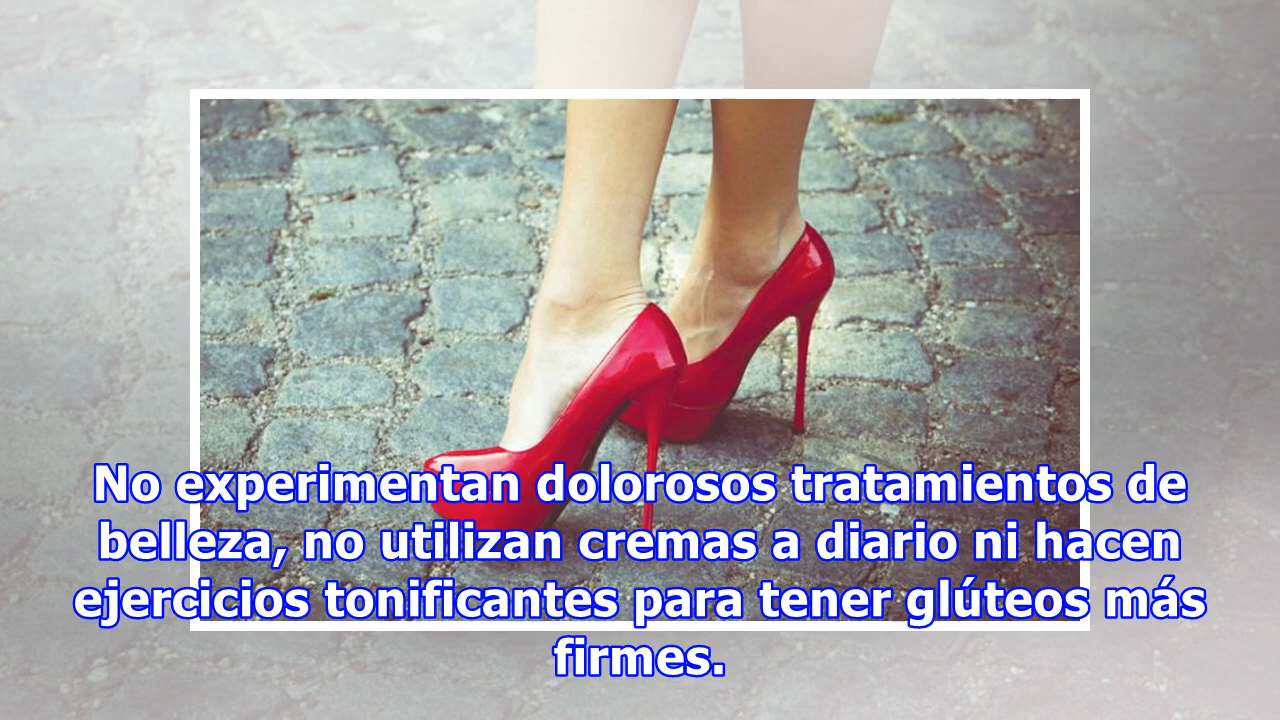 No experimentan dolorosos tratamientos de
belleza, no utilizan cremas a diario ni hacen
ejercicios tonificantes para tener glúteos más
firmes.